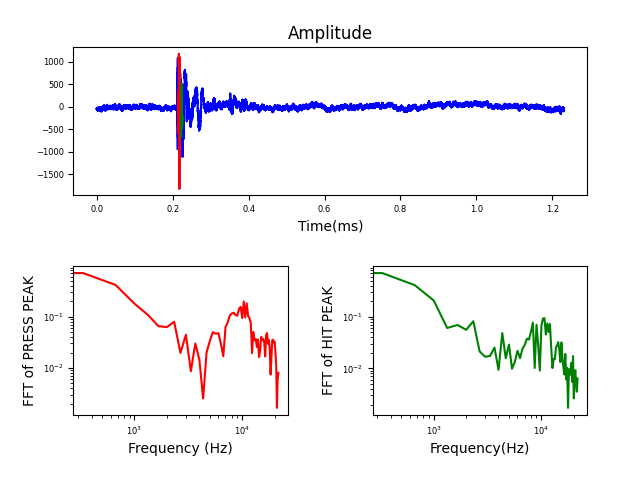 Amplitude
1000
500
0
−500
−1000
−1500
0.0 0.2 0.4 0.6 0.8 1.0 1.2
Time(ms)
FFT of PRESS PEAK
10⁻¹
10⁻²
10³ 10⁴
Frequency (Hz)
FFT of HIT PEAK
10⁻¹
10⁻²
10³ 10⁴
Frequency(Hz)